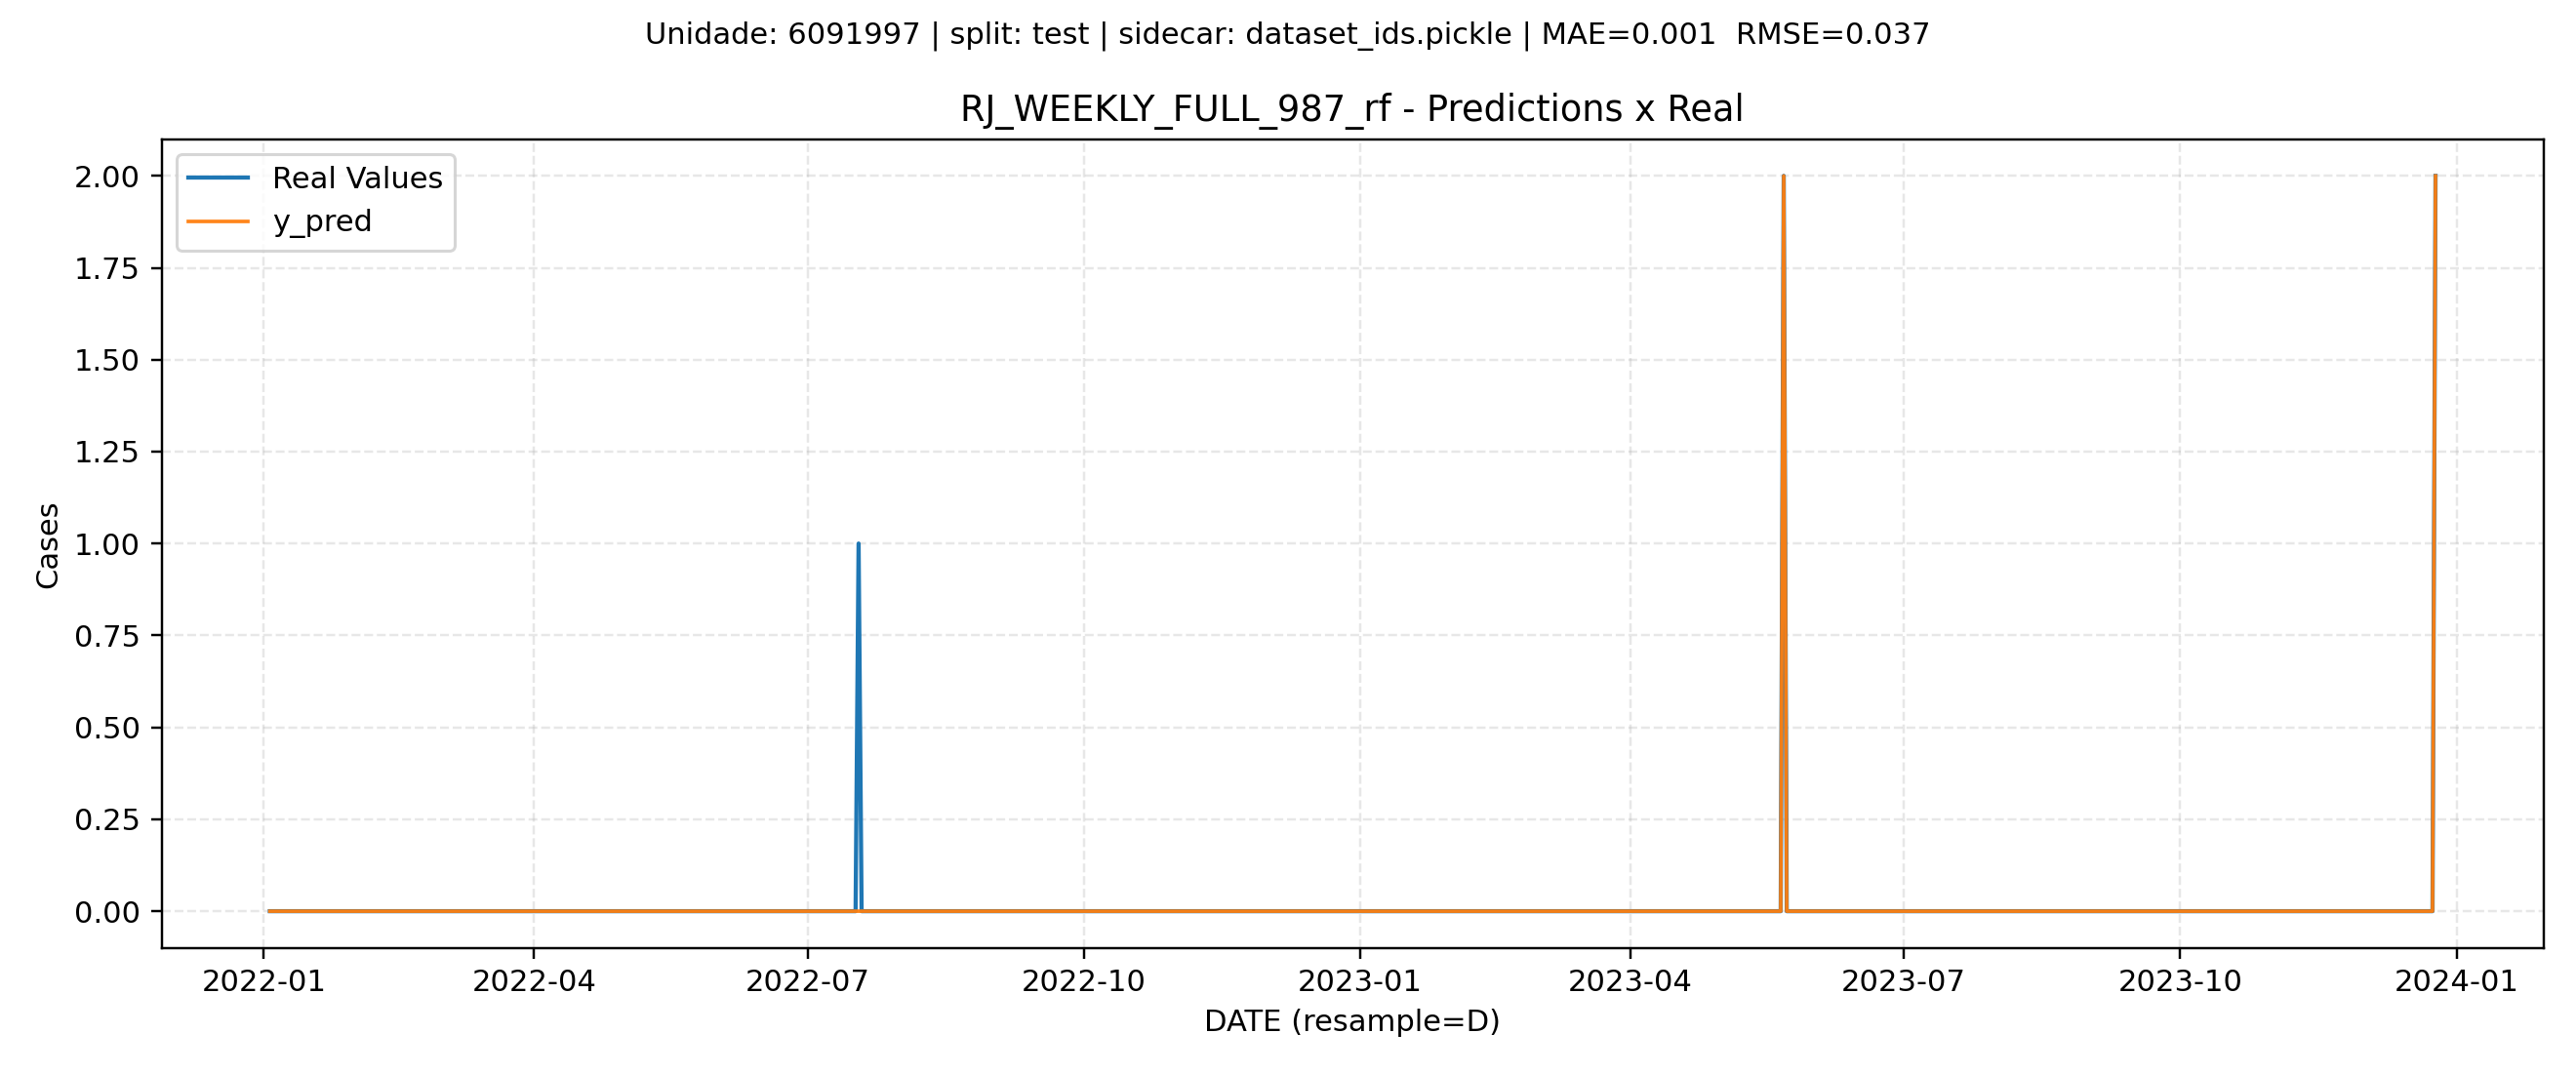 Unidade: 6091997 | split: test | sidecar: dataset_ids.pickle | MAE=0.001  RMSE=0.037
RJ_WEEKLY_FULL_987_rf - Predictions x Real
Real Values
y_pred
2.00
1.75
1.50
1.25
1.00
0.75
0.50
0.25
0.00
Cases
2022-01 2022-04 2022-07 2022-10 2023-01 2023-04 2023-07 2023-10 2024-01
DATE (resample=D)